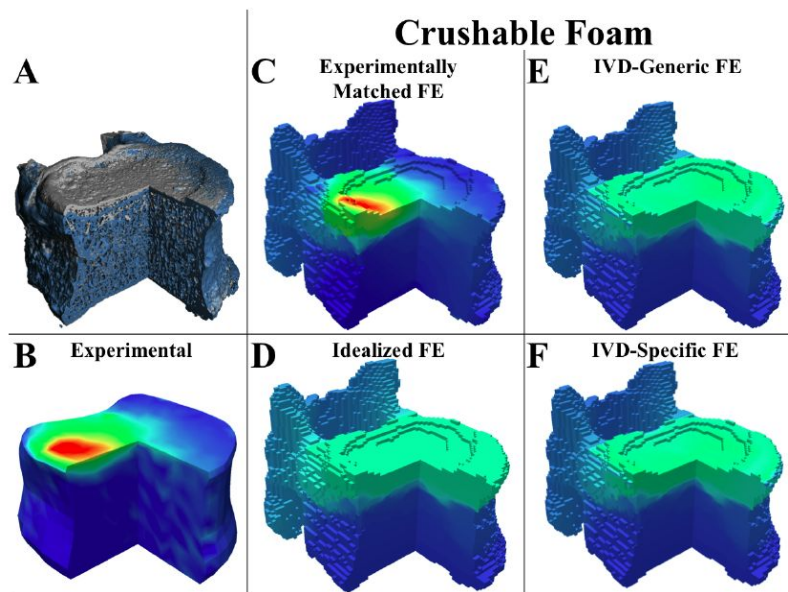 Crushable Foam
A
C
Experimentally
Matched FE
E
IVD-Generic FE
B
Experimental
D
Idealized FE
F
IVD-Specific FE